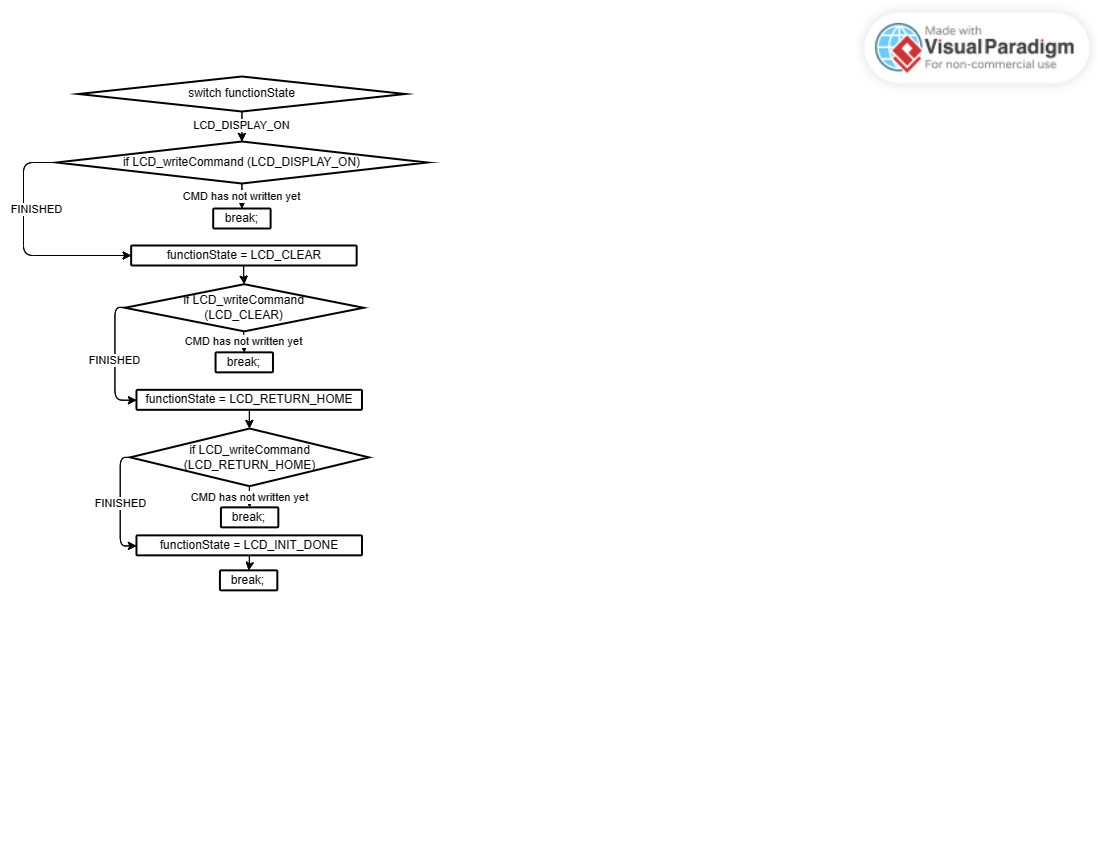 Made with
Visual Paradigm
For non-commercial use
switch functionState
LCD_DISPLAY_ON
if LCD_writeCommand (LCD_DISPLAY_ON)
CMD has not written yet
FINISHED
break;
functionState = LCD_CLEAR
if LCD_writeCommand
(LCD_CLEAR)
CMD has not written yet
FINISHED
break;
functionState = LCD_RETURN_HOME
if LCD_writeCommand
(LCD_RETURN_HOME)
CMD has not written yet
FINISHED
break;
functionState = LCD_INIT_DONE
break;